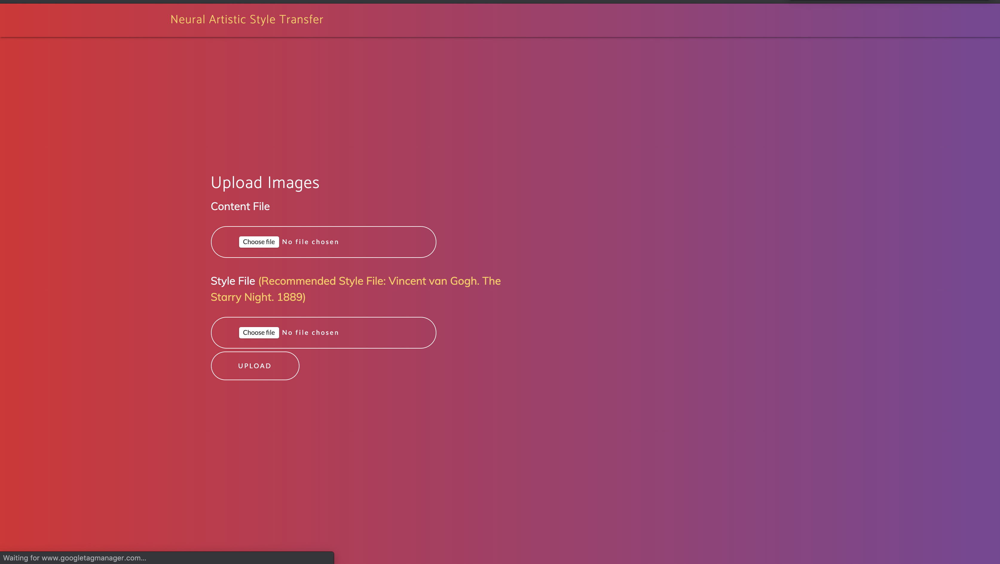 Neural Artistic Style Transfer
Upload Images
Content File
Choose file No file chosen
Style File (Recommended Style File: Vincent van Gogh. The
Starry Night. 1889)
Choose file No file chosen
UPLOAD
Waiting for www.googletagmanager.com...